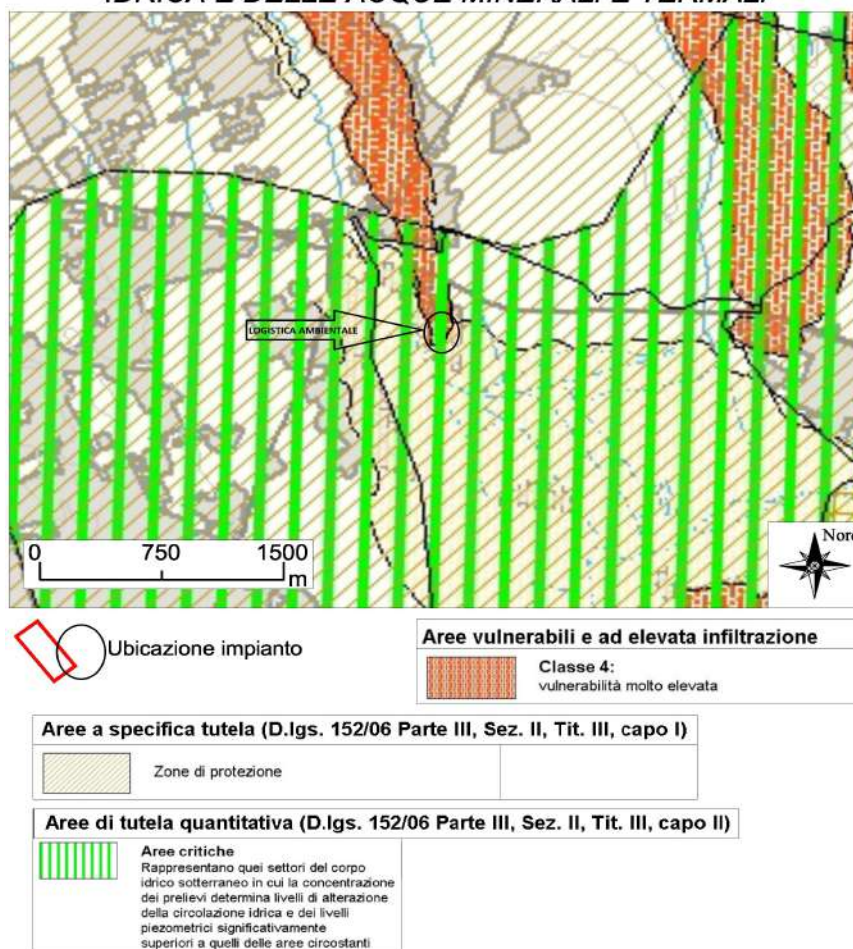 IDRICA E DELLE ACQUE MINERALI E TERMALI
LOGISTICA AMBIENTALE
0 750 1500
m
Nord
Ubicazione impianto
Aree vulnerabili e ad elevata infiltrazione
Classe 4:
vulnerabilità molto elevata
Aree a specifica tutela (D.lgs. 152/06 Parte III, Sez. II, Tit. III, capo I)
Zone di protezione
Aree di tutela quantitativa (D.lgs. 152/06 Parte III, Sez. II, Tit. III, capo II)
Aree critiche
Rappresentano quei settori del corpo
idrico sotterraneo in cui la concentrazione
dei prelievi determina livelli di alterazione
della circolazione idrica e dei livelli
piezometrici significativamente
superiori a quelli delle aree circostanti